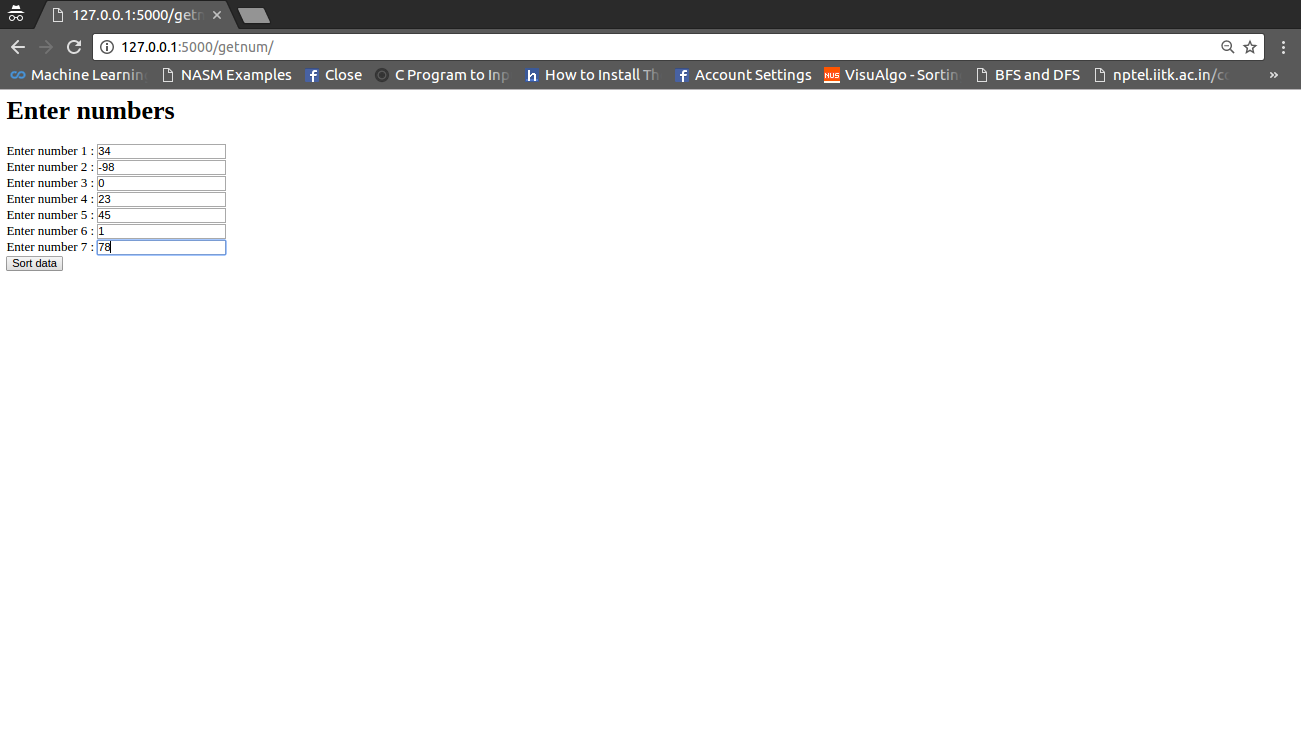 127.0.0.1:5000/getn
127.0.0.1:5000/getnum/
Machine Learning NASM Examples Close C Program to Inp How to Install Th Account Settings VisuAlgo - Sortin BFS and DFS nptel.iitk.ac.in/co »
Enter numbers
Enter number 1 : 34
Enter number 2 : -98
Enter number 3 : 0
Enter number 4 : 23
Enter number 5 : 45
Enter number 6 : 1
Enter number 7 : 78
Sort data